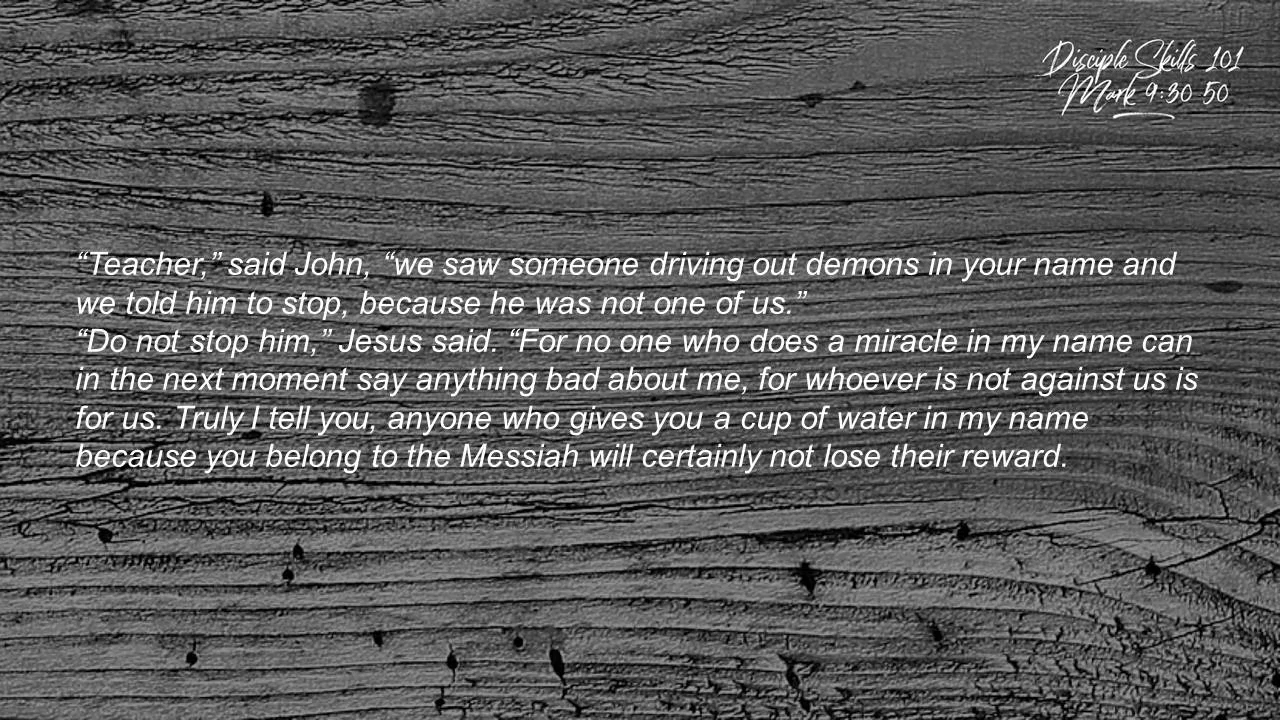 Disciple Skills 101
Mark 9:30 50
“Teacher,” said John, “we saw someone driving out demons in your name and
we told him to stop, because he was not one of us.”
“Do not stop him,” Jesus said. “For no one who does a miracle in my name can
in the next moment say anything bad about me, for whoever is not against us is
for us. Truly I tell you, anyone who gives you a cup of water in my name
because you belong to the Messiah will certainly not lose their reward.